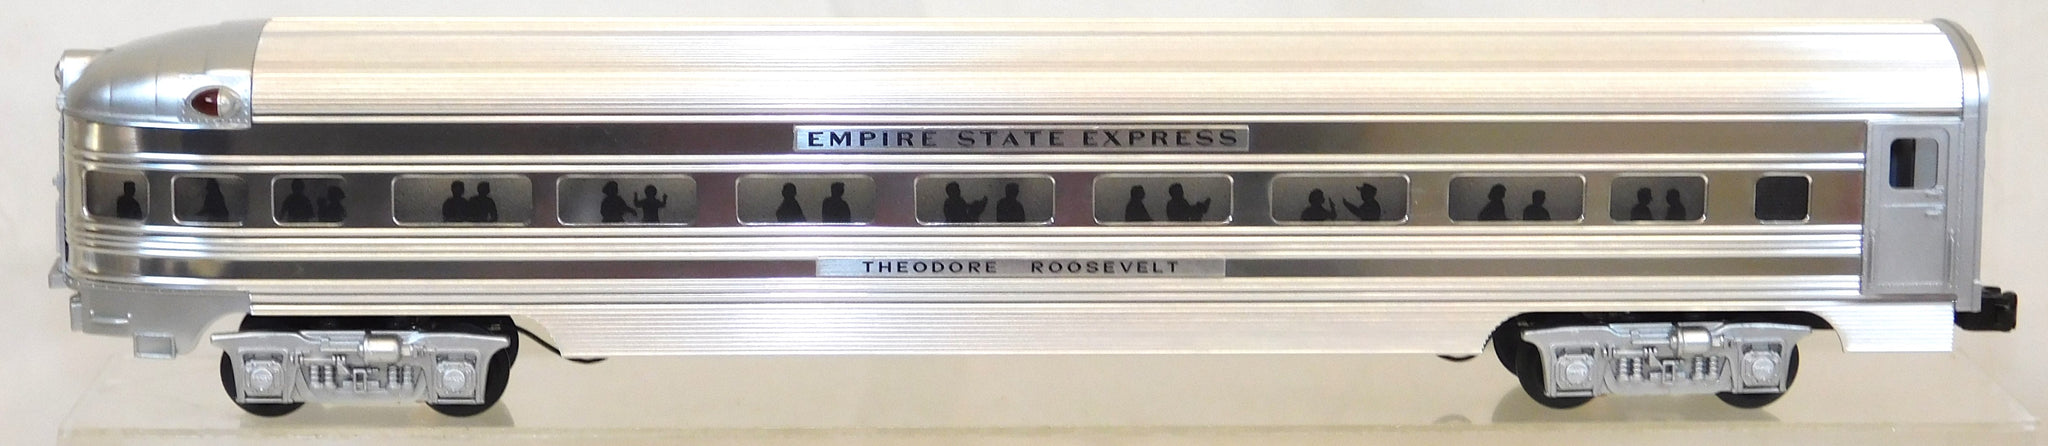 EMPIRE STATE EXPRESS
THEODORE ROOSEVELT